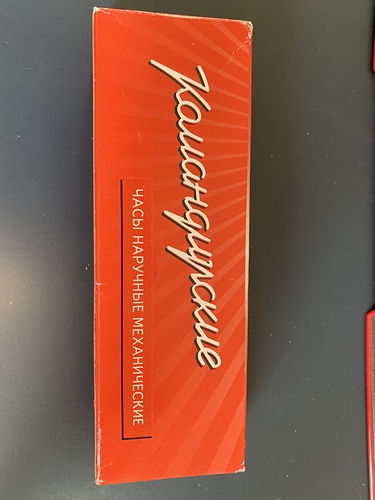 Командирские
ЧАСЫ НАРУЧНЫЕ МЕХАНИЧЕСКИЕ